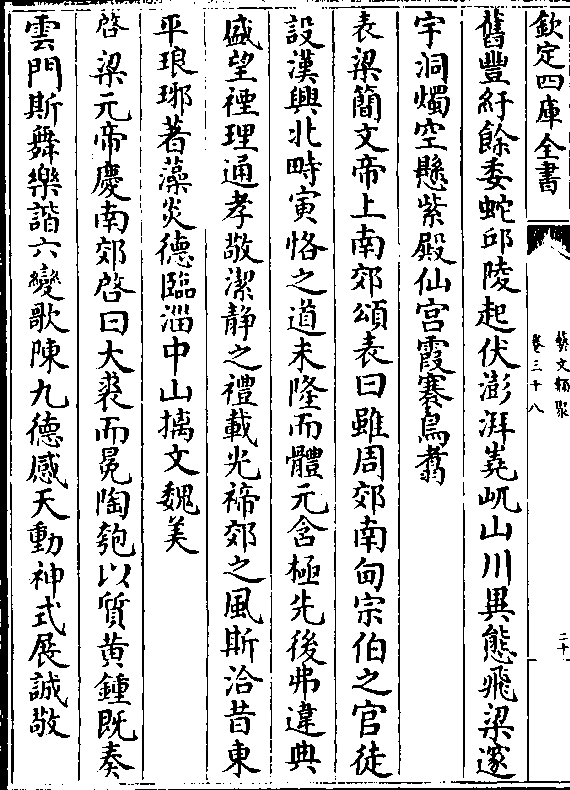 欽定四庫全書
藝文類聚
卷三十八
二十
舊豐紆餘委蛇邱陵起伏澎湃嶤屼山川異態飛梁邃
宇洞燭空懸紫殿仙宫霞騫鳥翥
表梁簡文帝上南郊頌表曰雖周郊南甸宗伯之官徒
設漢興北畤寅恪之道未隆而體元含極先後弗違典
盛望禋理通孝敬潔静之禮載光禘郊之風斯洽昔東
平琅琊著藻炎德臨淄中山摛文魏美
啓梁元帝慶南郊啓曰大裘而冕陶匏以質黄鍾既奏
雲門斯舞樂諧六變歌陳九德感天動神式展誠敬